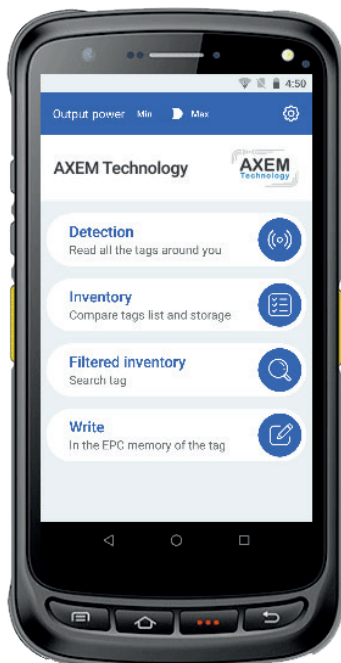 4:50
Output power Min Max
AXEM Technology
AXEM
Technology
Detection
Read all the tags around you
Inventory
Compare tags list and storage
Filtered inventory
Search tag
Write
In the EPC memory of the tag